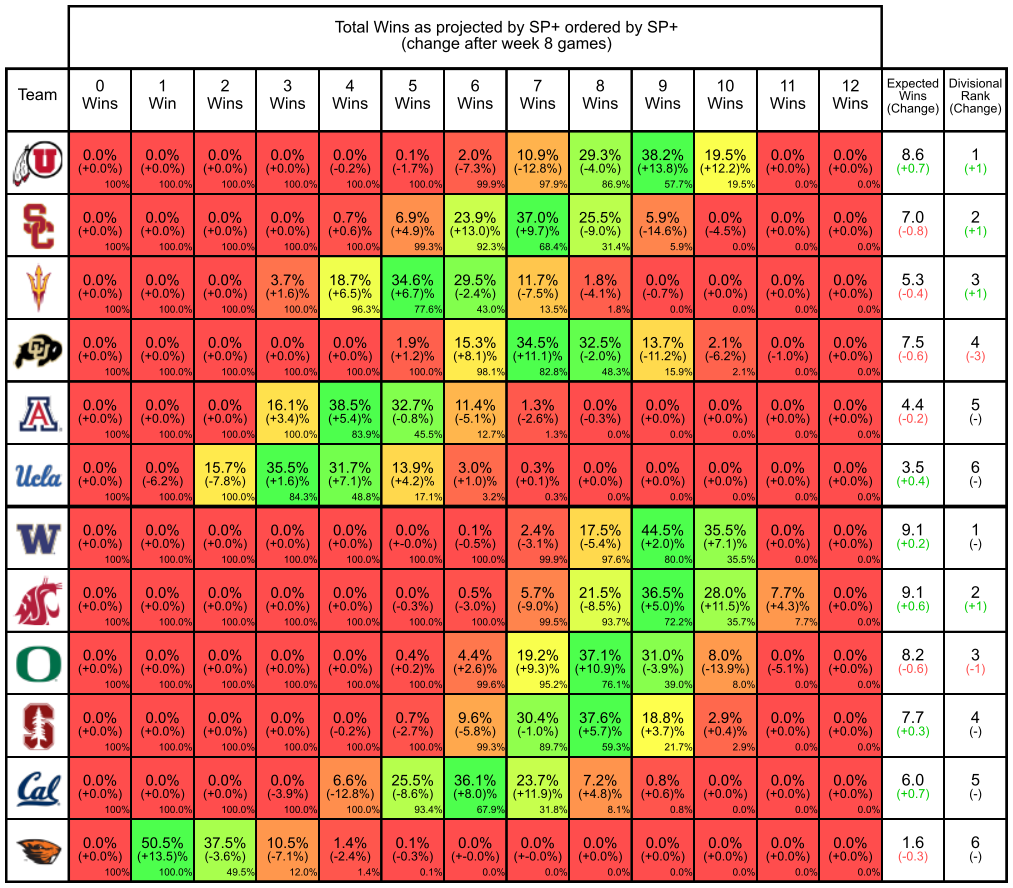 Total Wins as projected by SP+ ordered by SP+
(change after week 8 games)
Team 0 Wins 1 Win 2 Wins 3 Wins 4 Wins 5 Wins 6 Wins 7 Wins 8 Wins 9 Wins 10 Wins 11 Wins 12 Wins Expected Wins (Change) Divisional Rank (Change)
U 0.0% 0.0% 0.0% 0.0% 0.0% 0.1% 2.0% 10.9% 29.3% 38.2% 19.5% 0.0% 0.0% 8.6 1
(+0.0%) (+0.0%) (+0.0%) (+0.0%) (-0.2%) (-1.7%) (-7.3%) (-12.8%) (-4.0%) (+13.8)% (+12.2)% (+0.0%) (+0.0%) (+0.7) (+1)
100% 100.0% 100.0% 100.0% 100.0% 100.0% 99.9% 97.9% 86.9% 57.7% 19.5% 0.0% 0.0%
SC 0.0% 0.0% 0.0% 0.0% 0.7% 6.9% 23.9% 37.0% 25.5% 5.9% 0.0% 0.0% 0.0% 7.0 2
(+0.0%) (+0.0%) (+0.0%) (+0.0%) (+0.6)% (+4.9)% (+13.0)% (+9.7)% (-9.0)% (-14.6)% (-4.5)% (+0.0%) (+0.0%) (-0.8) (+1)
100% 100.0% 100.0% 100.0% 100.0% 99.3% 92.3% 68.4% 31.4% 5.9% 0.0% 0.0% 0.0%
0.0% 0.0% 0.0% 3.7% 18.7% 34.6% 29.5% 11.7% 1.8% 0.0% 0.0% 0.0% 0.0% 5.3 3
(+0.0%) (+0.0%) (+0.0%) (+1.6)% (+6.5)% (+6.7)% (-2.4)% (-7.5)% (-4.1%) (-0.7%) (+0.0%) (+0.0%) (+0.0%) (-0.4) (+1)
100% 100.0% 100.0% 100.0% 96.3% 77.6% 43.0% 13.5% 1.8% 0.0% 0.0% 0.0% 0.0%
CU 0.0% 0.0% 0.0% 0.0% 0.0% 1.9% 15.3% 34.5% 32.5% 13.7% 2.1% 0.0% 0.0% 7.5 4
(+0.0%) (+0.0%) (+0.0%) (+0.0%) (+0.0%) (+1.2)% (+8.1)% (+11.1)% (-2.0)% (-11.2)% (-6.2%) (-1.0%) (+0.0%) (-0.6) (-3)
100% 100.0% 100.0% 100.0% 100.0% 100.0% 98.1% 82.8% 48.3% 15.9% 2.1% 0.0% 0.0%
A 0.0% 0.0% 0.0% 16.1% 38.5% 32.7% 11.4% 1.3% 0.0% 0.0% 0.0% 0.0% 0.0% 4.4 5
(+0.0%) (+0.0%) (+0.0%) (+3.4)% (+5.4)% (-0.8)% (-5.1%) (-2.6%) (-0.3%) (+0.0%) (+0.0%) (+0.0%) (+0.0%) (-0.2) (-)
100% 100.0% 100.0% 100.0% 83.9% 45.5% 12.7% 1.3% 0.0% 0.0% 0.0% 0.0% 0.0%
Ucla 0.0% 0.0% 15.7% 35.5% 31.7% 13.9% 3.0% 0.3% 0.0% 0.0% 0.0% 0.0% 0.0% 3.5 6
(+0.0%) (-6.2%) (-7.8%) (+1.6)% (+7.1)% (+4.2)% (+1.0)% (+0.1)% (+0.0%) (+0.0%) (+0.0%) (+0.0%) (+0.0%) (+0.4) (-)
100% 100.0% 100.0% 84.3% 48.8% 17.1% 3.2% 0.3% 0.0% 0.0% 0.0% 0.0% 0.0%
W 0.0% 0.0% 0.0% 0.0% 0.0% 0.0% 0.1% 2.4% 17.5% 44.5% 35.5% 0.0% 0.0% 9.1 1
(+0.0%) (+0.0%) (+0.0%) (+0.0%) (+0.0%) (+-0.0%) (-0.5%) (-3.1%) (-5.4%) (+2.0)% (+7.1)% (+0.0%) (+0.0%) (+0.2) (-)
100% 100.0% 100.0% 100.0% 100.0% 100.0% 100.0% 99.9% 97.6% 80.0% 35.5% 0.0% 0.0%
0.0% 0.0% 0.0% 0.0% 0.0% 0.0% 0.5% 5.7% 21.5% 36.5% 28.0% 7.7% 0.0% 9.1 2
(+0.0%) (+0.0%) (+0.0%) (+0.0%) (+0.0%) (-0.3%) (-3.0%) (-9.0%) (-8.5%) (+5.0)% (+11.5)% (+4.3)% (+0.0%) (+0.6) (+1)
100% 100.0% 100.0% 100.0% 100.0% 100.0% 100.0% 99.5% 93.7% 72.2% 35.7% 7.7% 0.0%
O 0.0% 0.0% 0.0% 0.0% 0.0% 0.4% 4.4% 19.2% 37.1% 31.0% 8.0% 0.0% 0.0% 8.2 3
(+0.0%) (+0.0%) (+0.0%) (+0.0%) (+0.0%) (+0.2)% (+2.6)% (+9.3)% (+10.9)% (-3.9)% (-13.9%) (-5.1%) (+0.0%) (-0.6) (-1)
100% 100.0% 100.0% 100.0% 100.0% 100.0% 99.6% 95.2% 76.1% 39.0% 8.0% 0.0% 0.0%
S 0.0% 0.0% 0.0% 0.0% 0.0% 0.7% 9.6% 30.4% 37.6% 18.8% 2.9% 0.0% 0.0% 7.7 4
(+0.0%) (+0.0%) (+0.0%) (+0.0%) (-0.2%) (-2.7%) (-5.8%) (-1.0%) (+5.7)% (+3.7)% (+0.4)% (+0.0%) (+0.0%) (+0.3) (-)
100% 100.0% 100.0% 100.0% 100.0% 100.0% 99.3% 89.7% 59.3% 21.7% 2.9% 0.0% 0.0%
Cal 0.0% 0.0% 0.0% 0.0% 6.6% 25.5% 36.1% 23.7% 7.2% 0.8% 0.0% 0.0% 0.0% 6.0 5
(+0.0%) (+0.0%) (+0.0%) (-3.9%) (-12.8%) (-8.6%) (+8.0)% (+11.9)% (+4.8)% (+0.6)% (+0.0%) (+0.0%) (+0.0%) (+0.7) (-)
100% 100.0% 100.0% 100.0% 100.0% 93.4% 67.9% 31.8% 8.1% 0.8% 0.0% 0.0% 0.0%
0.0% 50.5% 37.5% 10.5% 1.4% 0.1% 0.0% 0.0% 0.0% 0.0% 0.0% 0.0% 0.0% 1.6 6
(+0.0%) (+13.5)% (-3.6%) (-7.1%) (-2.4%) (-0.3%) (+-0.0%) (+-0.0%) (+0.0%) (+0.0%) (+0.0%) (+0.0%) (+0.0%) (-0.3) (-)
100% 100.0% 49.5% 12.0% 1.4% 0.1% 0.0% 0.0% 0.0% 0.0% 0.0% 0.0% 0.0%